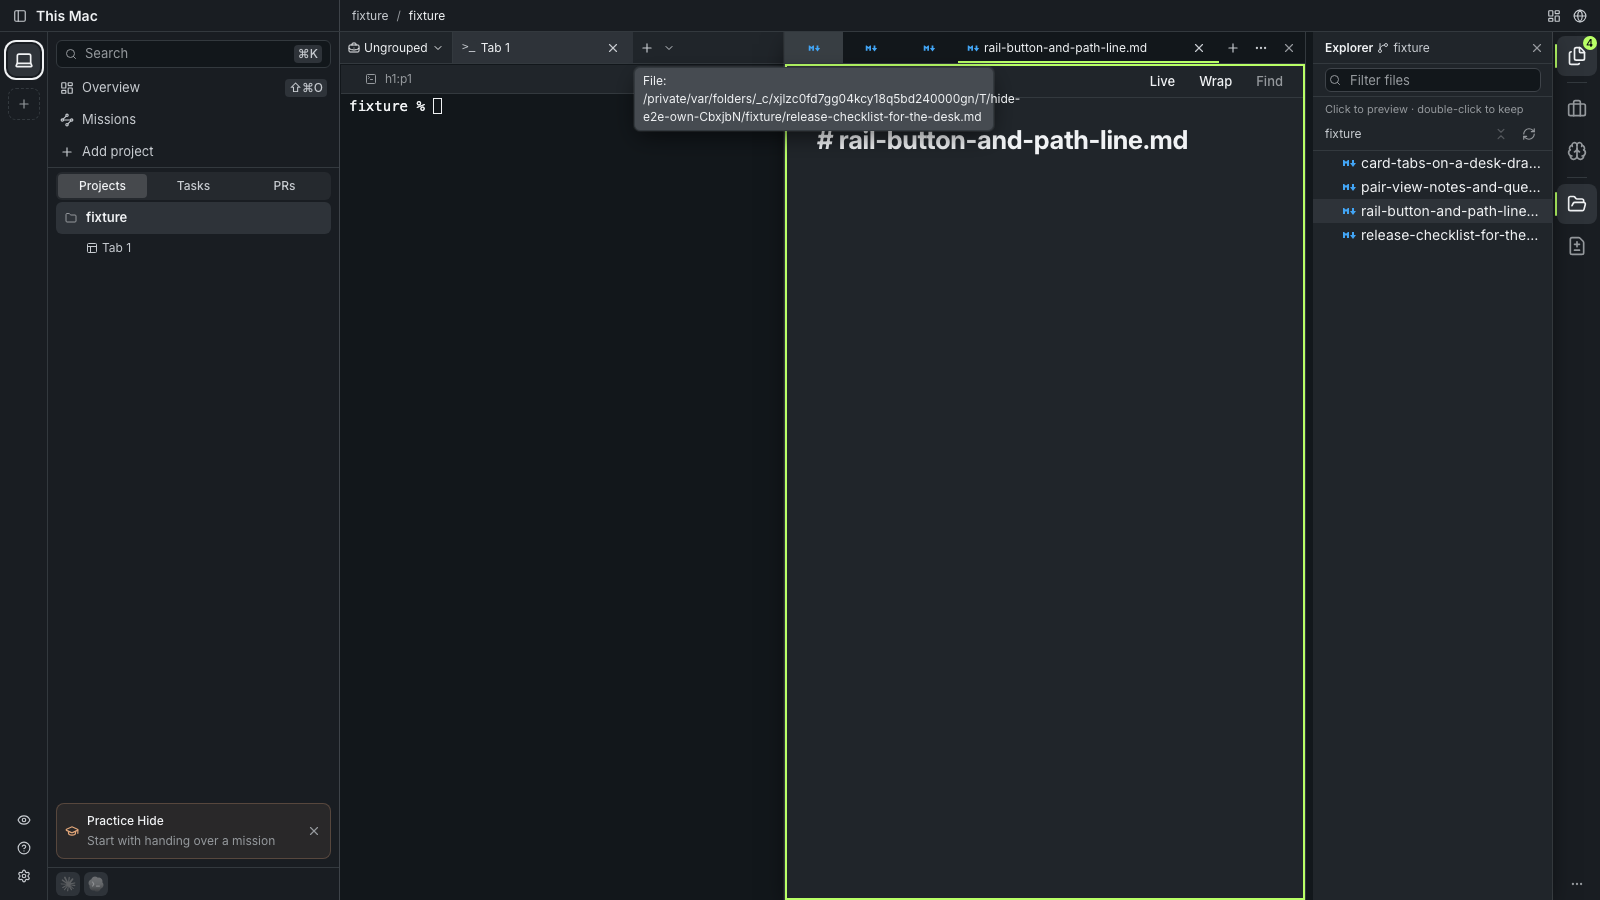 This Mac
fixture / fixture
Search ⌘K
Overview ⇧⌘O
Missions
Add project
Projects Tasks PRs
fixture
Tab 1
Practice Hide
Start with handing over a mission
Ungrouped
>_ Tab 1
h1:p1
fixture %
rail-button-and-path-line.md
File:
/private/var/folders/_c/xjlzc0fd7gg04kcy18q5bd240000gn/T/hide-
e2e-own-CbxjbN/fixture/release-checklist-for-the-desk.md
Live Wrap Find
# rail-button-and-path-line.md
Explorer fixture
Filter files
Click to preview · double-click to keep
fixture
card-tabs-on-a-desk-dra...
pair-view-notes-and-que...
rail-button-and-path-line...
release-checklist-for-the...
4